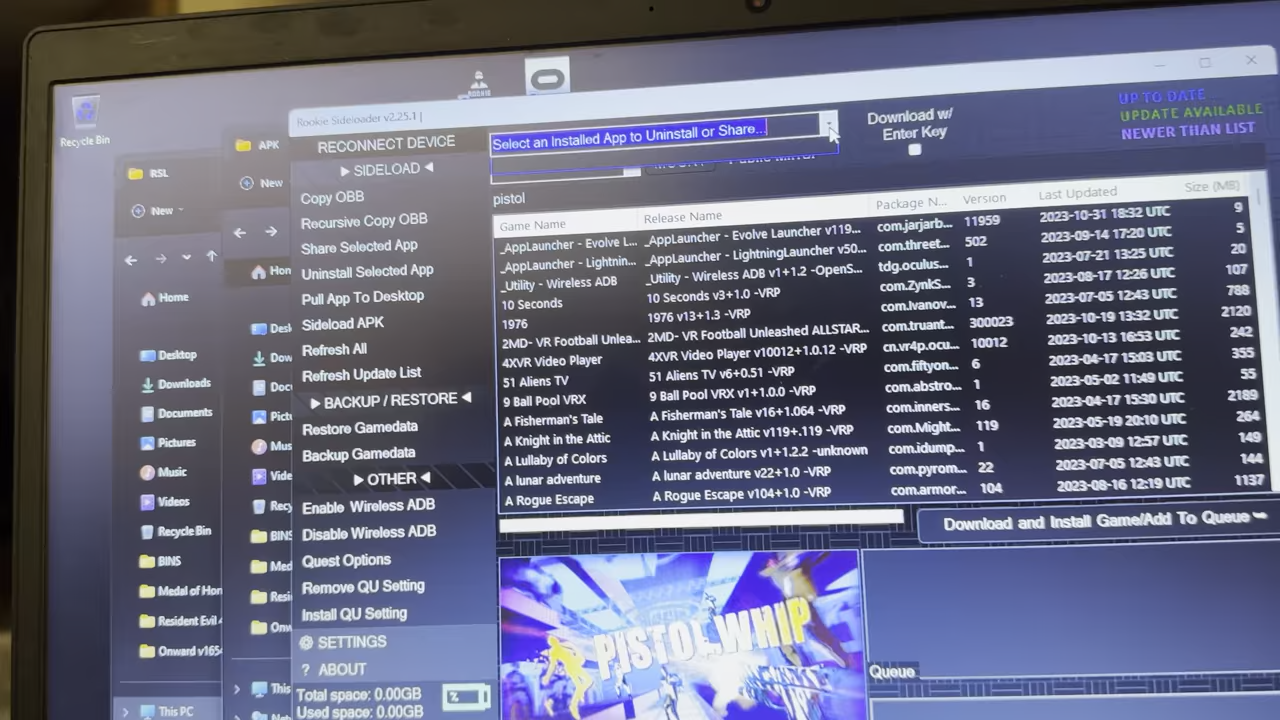 Recycle Bin
RSL
New
Home
Desktop
Downloads
Documents
Pictures
Music
Videos
Recycle Bin
BINS
Medal of Hon
Resident Evil
Onward v165
This PC
APK
New
Hon
Desk
Dow
Doc
Pict
Mus
Vide
Recy
BINS
Med
Resi
Onw
This
ROOKIE
Rookie Sideloader v2.25.1 |
RECONNECT DEVICE
SIDELOAD
Copy OBB
Recursive Copy OBB
Share Selected App
Uninstall Selected App
Pull App To Desktop
Sideload APK
Refresh All
Refresh Update List
BACKUP / RESTORE
Restore Gamedata
Backup Gamedata
OTHER
Enable Wireless ADB
Disable Wireless ADB
Quest Options
Remove QU Setting
Install QU Setting
SETTINGS
? ABOUT
Total space: 0.00GB
Used space: 0.00GB
Select an Installed App to Uninstall or Share...
Download w/
Enter Key
UP TO DATE
UPDATE AVAILABLE
NEWER THAN LIST
pistol
Game Name Release Name Package N... Version Last Updated Size (MB)
_AppLauncher - Evolve L... _AppLauncher - Evolve Launcher v119... com.jarjarb... 11959 2023-10-31 18:32 UTC 9
_AppLauncher - Lightnin... _AppLauncher - LightningLauncher v50... com.threet... 502 2023-09-14 17:20 UTC 5
_Utility - Wireless ADB _Utility - Wireless ADB v1+1.2 -OpenS... tdg.oculus... 1 2023-07-21 13:25 UTC 20
10 Seconds 10 Seconds v3+1.0 -VRP com.ZynkS... 3 2023-08-17 12:26 UTC 107
1976 1976 v13+1.3 -VRP com.Ivanov... 13 2023-07-05 12:43 UTC 788
2MD- VR Football Unlea... 2MD- VR Football Unleashed ALLSTAR... com.truant... 300023 2023-10-19 13:32 UTC 2120
4XVR Video Player 4XVR Video Player v10012+1.0.12 -VRP cn.vr4p.ocu... 10012 2023-10-13 16:53 UTC 242
51 Aliens TV 51 Aliens TV v6+0.51 -VRP com.fiftyon... 6 2023-04-17 15:03 UTC 355
9 Ball Pool VRX 9 Ball Pool VRX v1+1.0.0 -VRP com.abstro... 1 2023-05-02 11:49 UTC 55
A Fisherman's Tale A Fisherman's Tale v16+1.064 -VRP com.inners... 16 2023-04-17 15:30 UTC 2189
A Knight in the Attic A Knight in the Attic v119+.119 -VRP com.Might... 119 2023-05-19 20:10 UTC 264
A Lullaby of Colors A Lullaby of Colors v1+1.2.2 -unknown com.idump... 1 2023-03-09 12:57 UTC 149
A lunar adventure A lunar adventure v22+1.0 -VRP com.pyrom... 22 2023-07-05 12:43 UTC 144
A Rogue Escape A Rogue Escape v104+1.0 -VRP com.armor... 104 2023-08-16 12:19 UTC 1137
Download and Install Game/Add To Queue
PISTOL WHIP
Queue